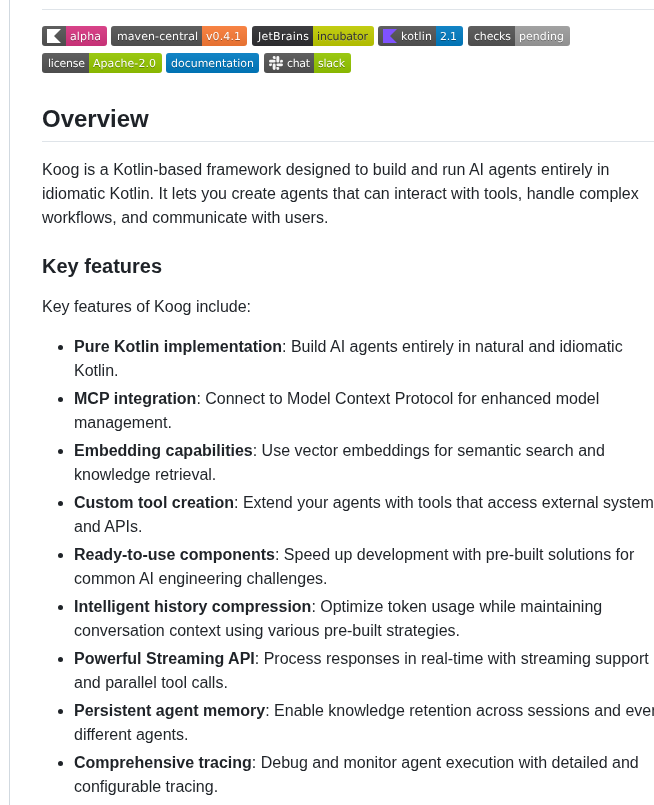 alpha maven-central v0.4.1 JetBrains incubator kotlin 2.1 checks pending
license Apache-2.0 documentation chat slack
Overview
Koog is a Kotlin-based framework designed to build and run AI agents entirely in
idiomatic Kotlin. It lets you create agents that can interact with tools, handle complex
workflows, and communicate with users.
Key features
Key features of Koog include:
• Pure Kotlin implementation: Build AI agents entirely in natural and idiomatic
Kotlin.
• MCP integration: Connect to Model Context Protocol for enhanced model
management.
• Embedding capabilities: Use vector embeddings for semantic search and
knowledge retrieval.
• Custom tool creation: Extend your agents with tools that access external system
and APIs.
• Ready-to-use components: Speed up development with pre-built solutions for
common AI engineering challenges.
• Intelligent history compression: Optimize token usage while maintaining
conversation context using various pre-built strategies.
• Powerful Streaming API: Process responses in real-time with streaming support
and parallel tool calls.
• Persistent agent memory: Enable knowledge retention across sessions and even
different agents.
• Comprehensive tracing: Debug and monitor agent execution with detailed and
configurable tracing.